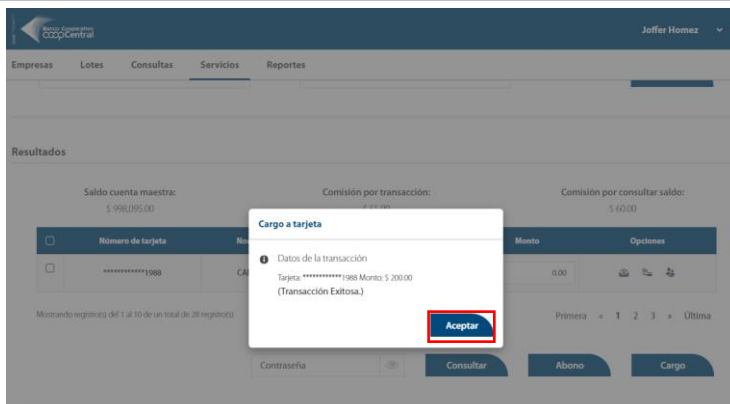 Banco Cooperativo
COOPCentral
Joffer Homez
Empresas Lotes Consultas Servicios Reportes
Resultados
Saldo cuenta maestra: Comisión por transacción: Comisión por consultar saldo:
$ 998,095.00 $ 60.00
Cargo a tarjeta
Número de tarjeta Monto Opciones
Datos de la transacción
Tarjeta: ************1988 Monto: $ 200.00
(Transacción Exitosa.)
************1988 0.00
Aceptar
Mostrando registro(s) del 1 al 10 de un total de 28 registro(s) Primera « 1 2 3 » Última
Contraseña Consultar Abono Cargo